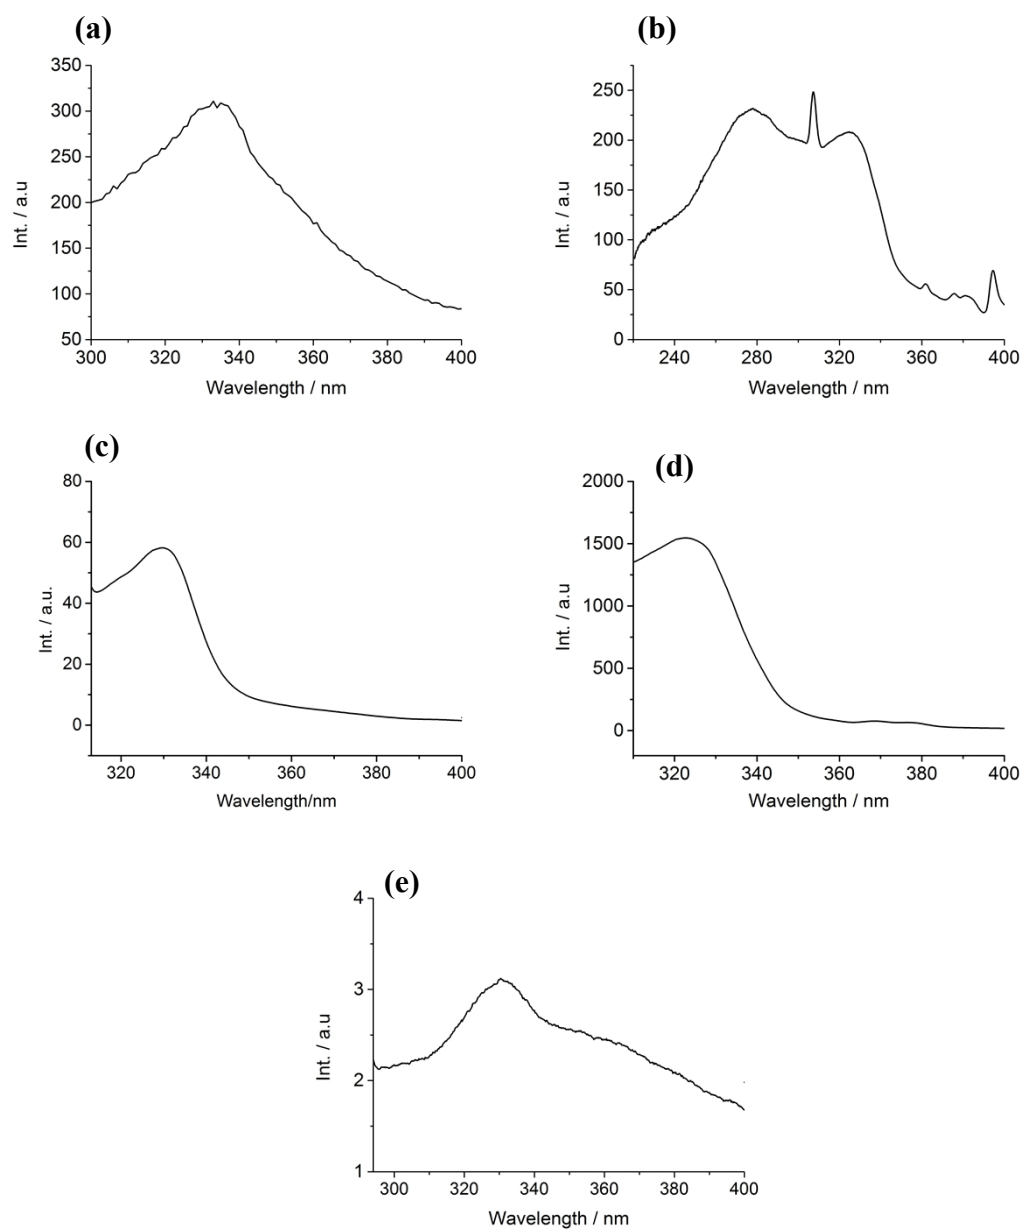 (a)
(b)
350
300
250
200
150
100
50
Int. / a.u
300 320 340 360 380 400
Wavelength / nm
250
200
150
100
50
0
Int. / a.u
240 280 320 360 400
Wavelength / nm
(c)
(d)
80
60
40
20
0
Int. / a.u.
320 340 360 380 400
Wavelength/nm
2000
1500
1000
500
0
Int. / a.u
320 340 360 380 400
Wavelength / nm
(e)
4
3
2
1
Int. / a.u
300 320 340 360 380 400
Wavelength / nm